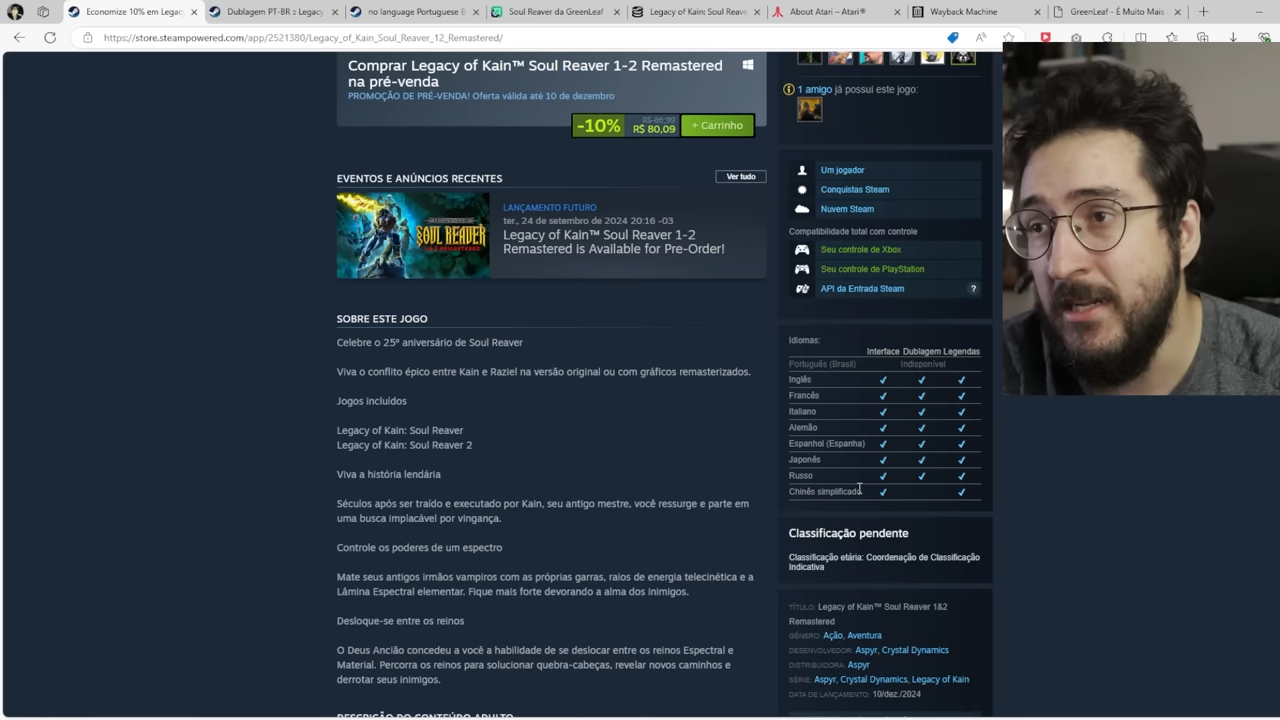 Economize 10% em Legac
Dublagem PT-BR :: Legacy
no language Portuguese B
Soul Reaver da GreenLeaf
Legacy of Kain: Soul Reave
About Atari – Atari®
Wayback Machine
GreenLeaf - É Muito Mais
https://store.steampowered.com/app/2521380/Legacy_of_Kain_Soul_Reaver_12_Remastered/
Comprar Legacy of Kain™ Soul Reaver 1-2 Remastered
na pré-venda
PROMOÇÃO DE PRÉ-VENDA! Oferta válida até 10 de dezembro
-10%
R$ 80,09
+ Carrinho
EVENTOS E ANÚNCIOS RECENTES
Ver tudo
SOUL REAVER
LANÇAMENTO FUTURO
ter., 24 de setembro de 2024 20:16 -03
Legacy of Kain™ Soul Reaver 1-2
Remastered is Available for Pre-Order!
SOBRE ESTE JOGO
Celebre o 25º aniversário de Soul Reaver
Viva o conflito épico entre Kain e Raziel na versão original ou com gráficos remasterizados.
Jogos incluídos
Legacy of Kain: Soul Reaver
Legacy of Kain: Soul Reaver 2
Viva a história lendária
Séculos após ser traído e executado por Kain, seu antigo mestre, você ressurge e parte em
uma busca implacável por vingança.
Controle os poderes de um espectro
Mate seus antigos irmãos vampiros com as próprias garras, raios de energia telecinética e a
Lâmina Espectral elementar. Fique mais forte devorando a alma dos inimigos.
Desloque-se entre os reinos
O Deus Ancião concedeu a você a habilidade de se deslocar entre os reinos Espectral e
Material. Percorra os reinos para solucionar quebra-cabeças, revelar novos caminhos e
derrotar seus inimigos.
DESCRIÇÃO DO CONTEÚDO ADULTO
1 amigo já possui este jogo:
Um jogador
Conquistas Steam
Nuvem Steam
Compatibilidade total com controle
Seu controle de Xbox
Seu controle de PlayStation
API da Entrada Steam ?
Idiomas:
Interface Dublagem Legendas
Português (Brasil) Indisponível
Inglês ✔ ✔ ✔
Francês ✔ ✔ ✔
Italiano ✔ ✔ ✔
Alemão ✔ ✔ ✔
Espanhol (Espanha) ✔ ✔ ✔
Japonês ✔ ✔ ✔
Russo ✔ ✔ ✔
Chinês simplificado ✔ ✔
Classificação pendente
Classificação etária: Coordenação de Classificação
Indicativa
TÍTULO: Legacy of Kain™ Soul Reaver 1&2
Remastered
GÊNERO: Ação, Aventura
DESENVOLVEDOR: Aspyr, Crystal Dynamics
DISTRIBUIDORA: Aspyr
SÉRIE: Aspyr, Crystal Dynamics, Legacy of Kain
DATA DE LANÇAMENTO: 10/dez./2024